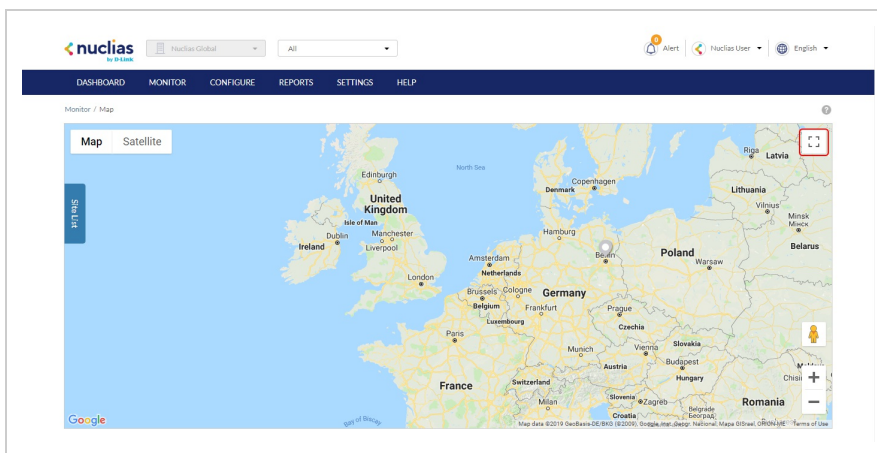 nuclias
by D-Link
Nuclias Global
All
0
Alert
Nuclias User
English
DASHBOARD MONITOR CONFIGURE REPORTS SETTINGS HELP
Monitor / Map
?
Map Satellite
Site List
North Sea
Riga
Latvia
Edinburgh
Copenhagen
Denmark
Lithuania
United
Kingdom
Vilnius
Minsk
Мінск
Isle of Man
Dublin
Manchester
Hamburg
Ireland
Liverpool
Belarus
Amsterdam
Berlin
Poland
Warsaw
Netherlands
London
Brussels
Cologne
Germany
Belgium
Frankfurt
Prague
Luxembourg
Czechia
Paris
Munich
Vienna
Slovakia
Austria
Budapest
France
Switzerland
Hungary
Milan
Slovenia
Zagreb
Romania
Croatia
Belgrade
Београд
Google
Bay of Biscay
Map data ©2019 GeoBasis-DE/BKG (©2009), Google, Inst. Geogr. Nacional, Mapa GISrael, ORION-ME
Terms of Use